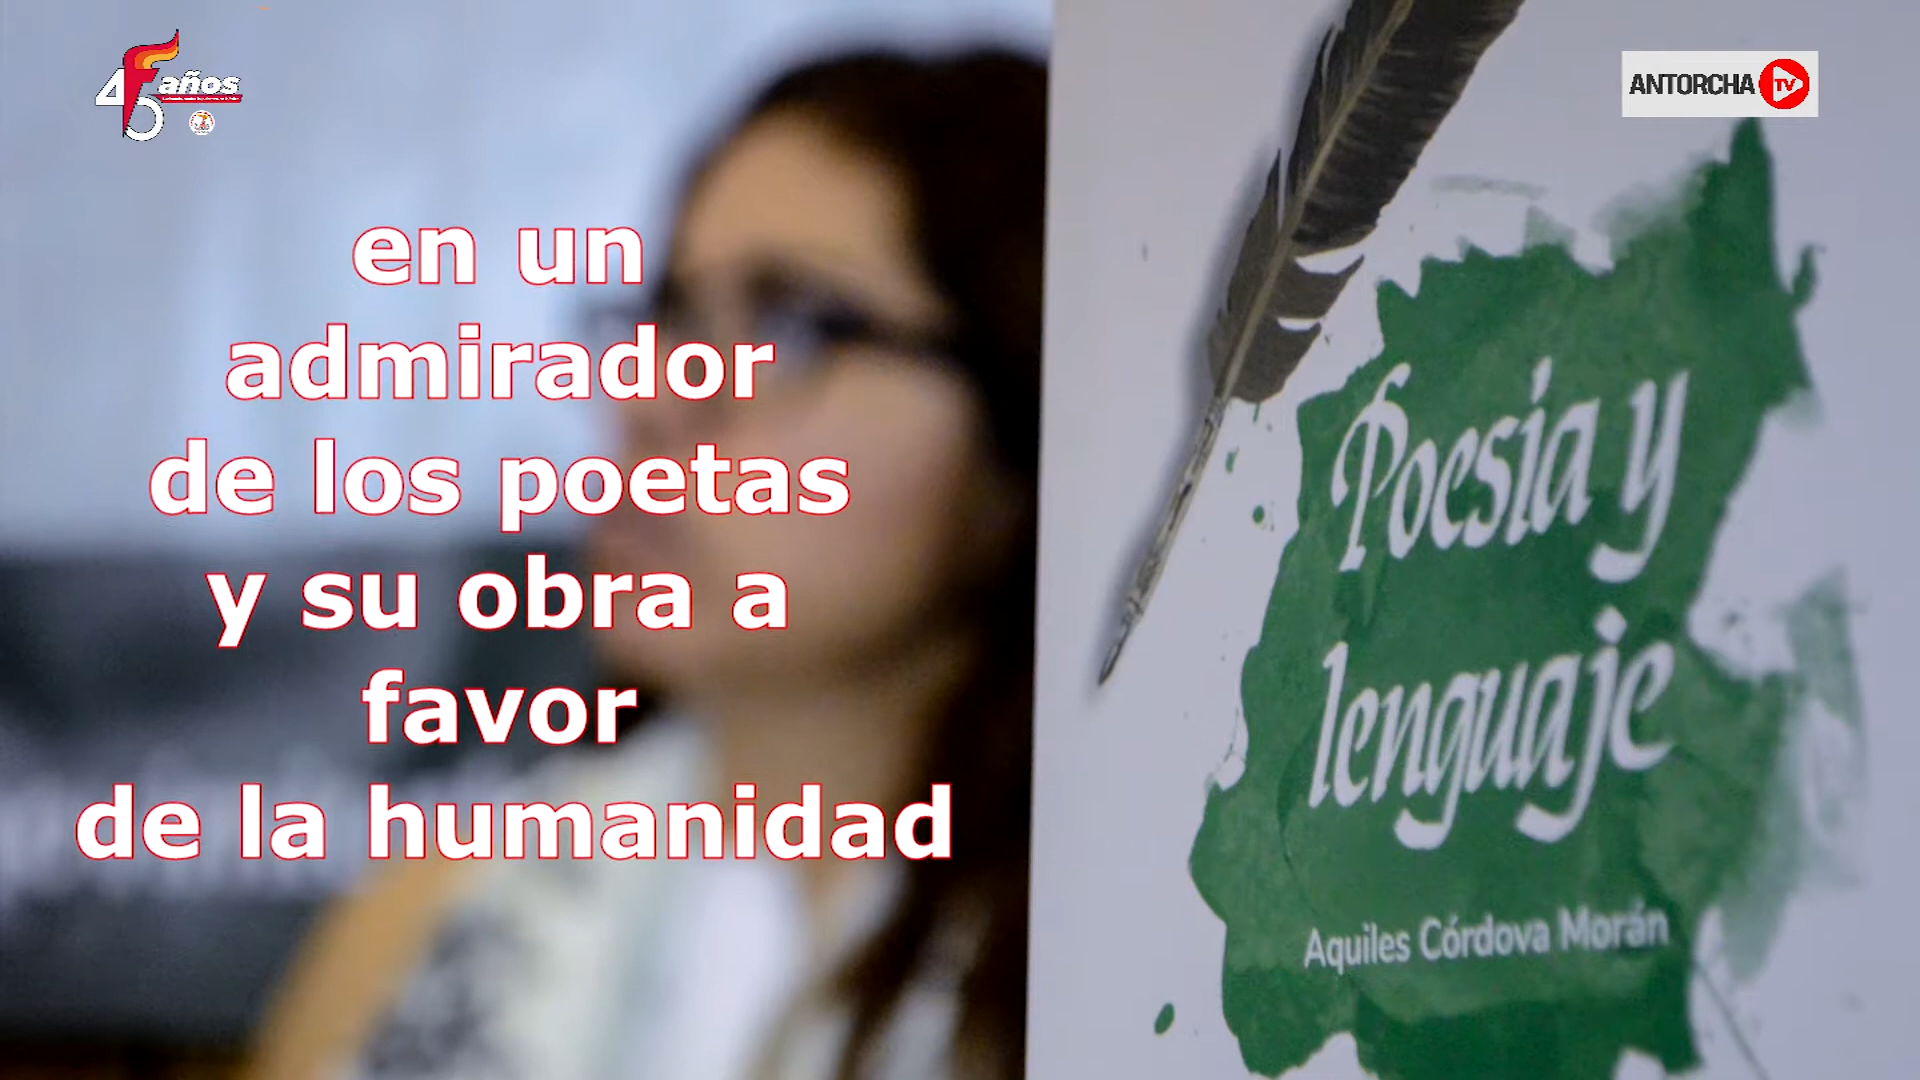 45 años
ANTORCHA TV
en un
admirador
de los poetas
y su obra a
favor
de la humanidad
Poesía y
lenguaje
Aquiles Córdova Morán